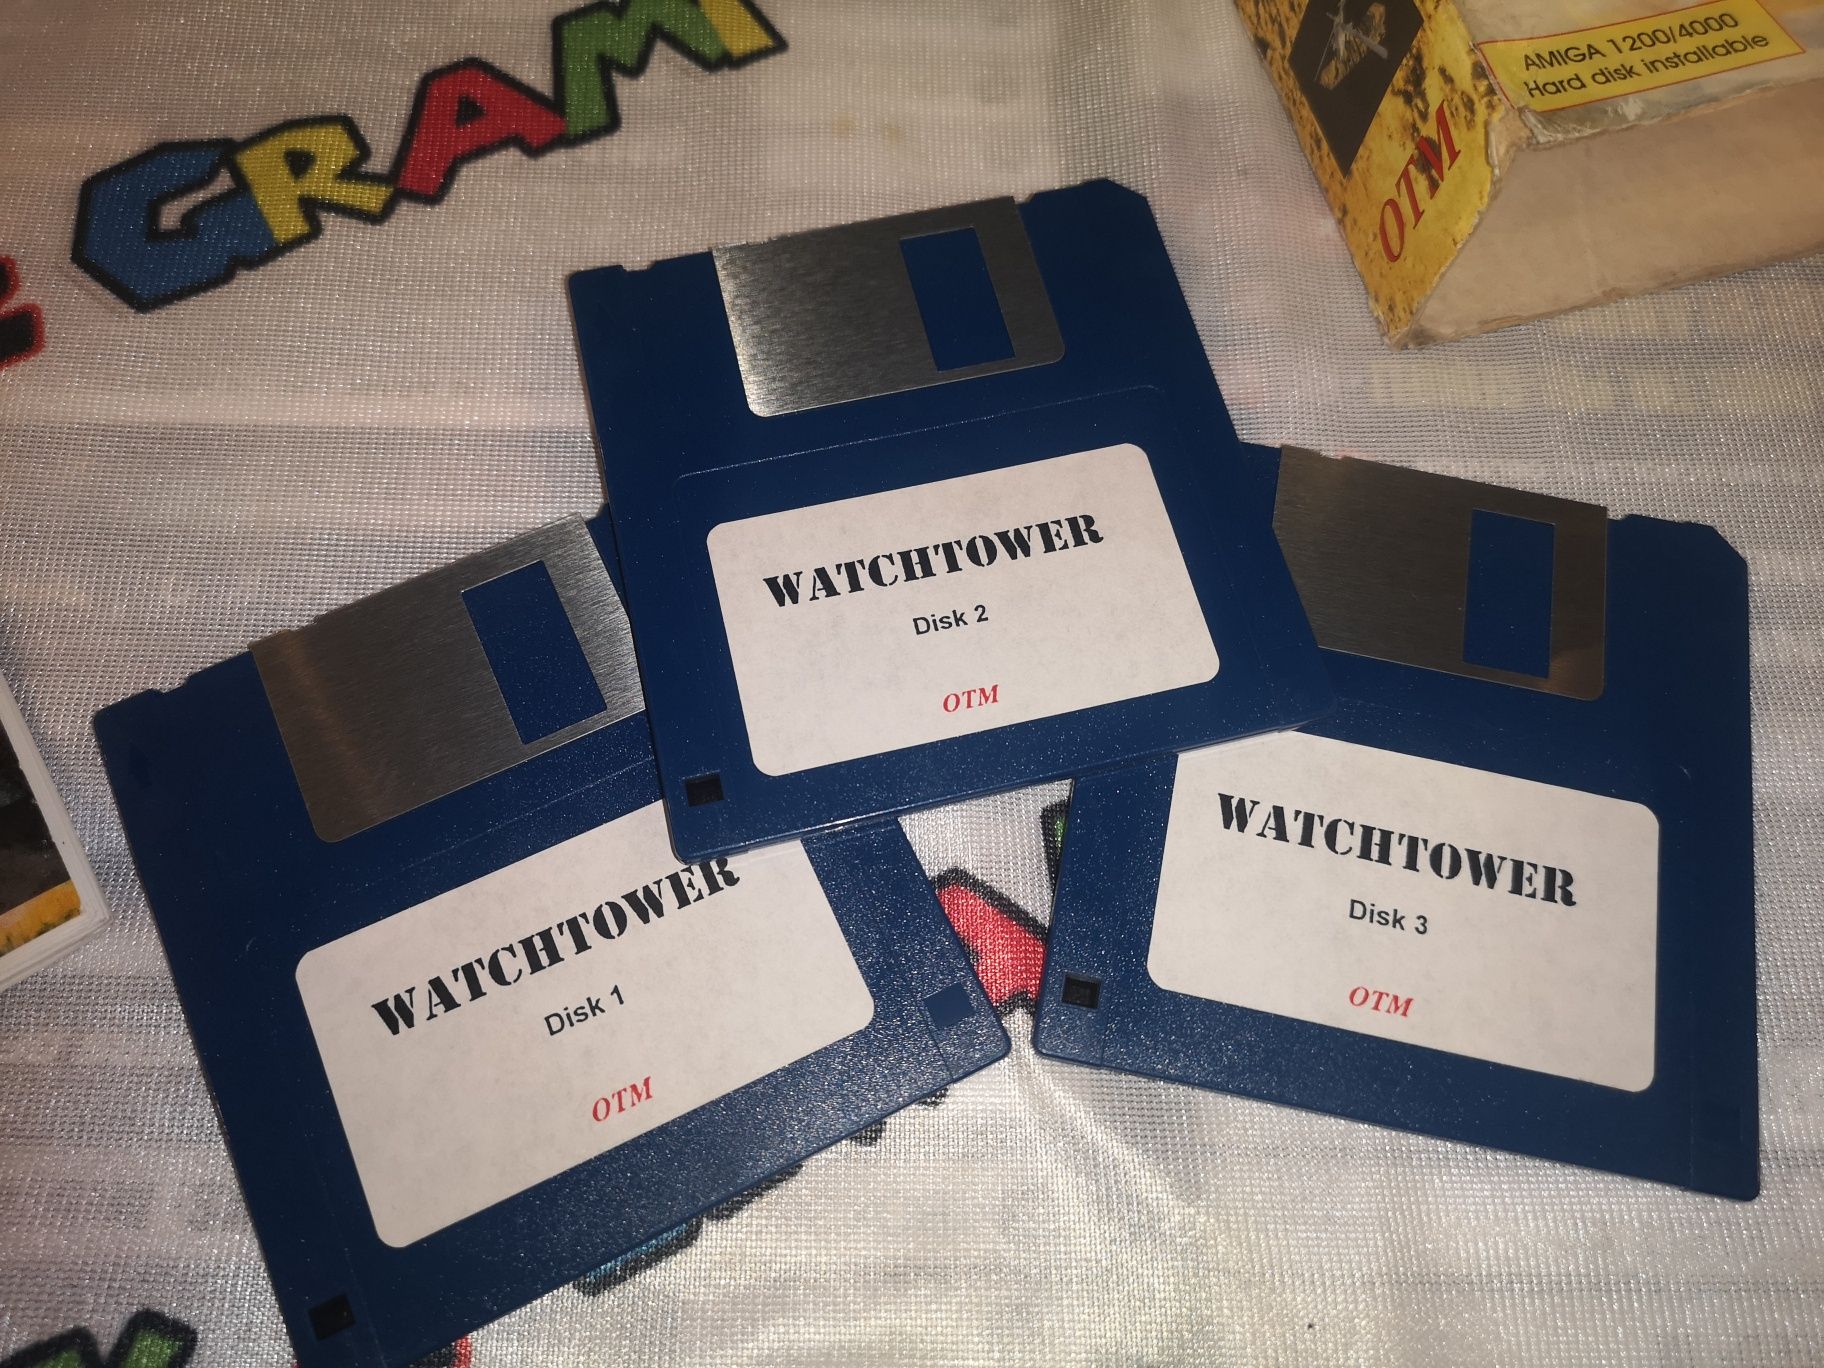 GRAM
AMIGA 1200/4000
Hard disk installable
OTM
WATCHTOWER
Disk 2
OTM
WATCHTOWER
Disk 1
OTM
WATCHTOWER
Disk 3
OTM